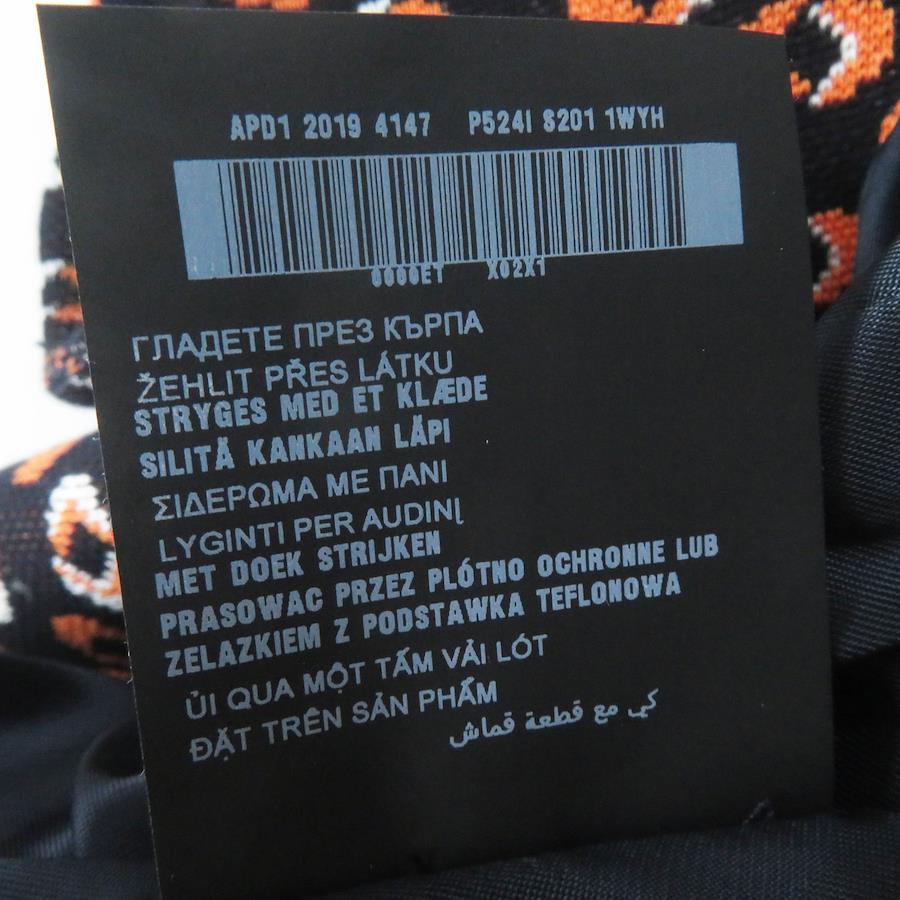 APD1 2019 4147 P524I S201 1WYH
0000E1 X02X1
ГЛАДЕТЕ ПРЕЗ КЪРПА
ŽEHLIT PŘES LÁTKU
STRYGES MED ET KLÆDE
SILITÄ KANKAAN LÄPI
ΣΙΔΕΡΩΜΑ ΜΕ ΠΑΝΙ
LYGINTI PER AUDINĮ
MET DOEK STRIJKEN
PRASOWAC PRZEZ PLÓTNO OCHRONNE LUB
ZELAZKIEM Z PODSTAWKA TEFLONOWA
ỦI QUA MỘT TẤM VẢI LÓT
ĐẶT TRÊN SẢN PHẨM
كي مع قطعة قماش